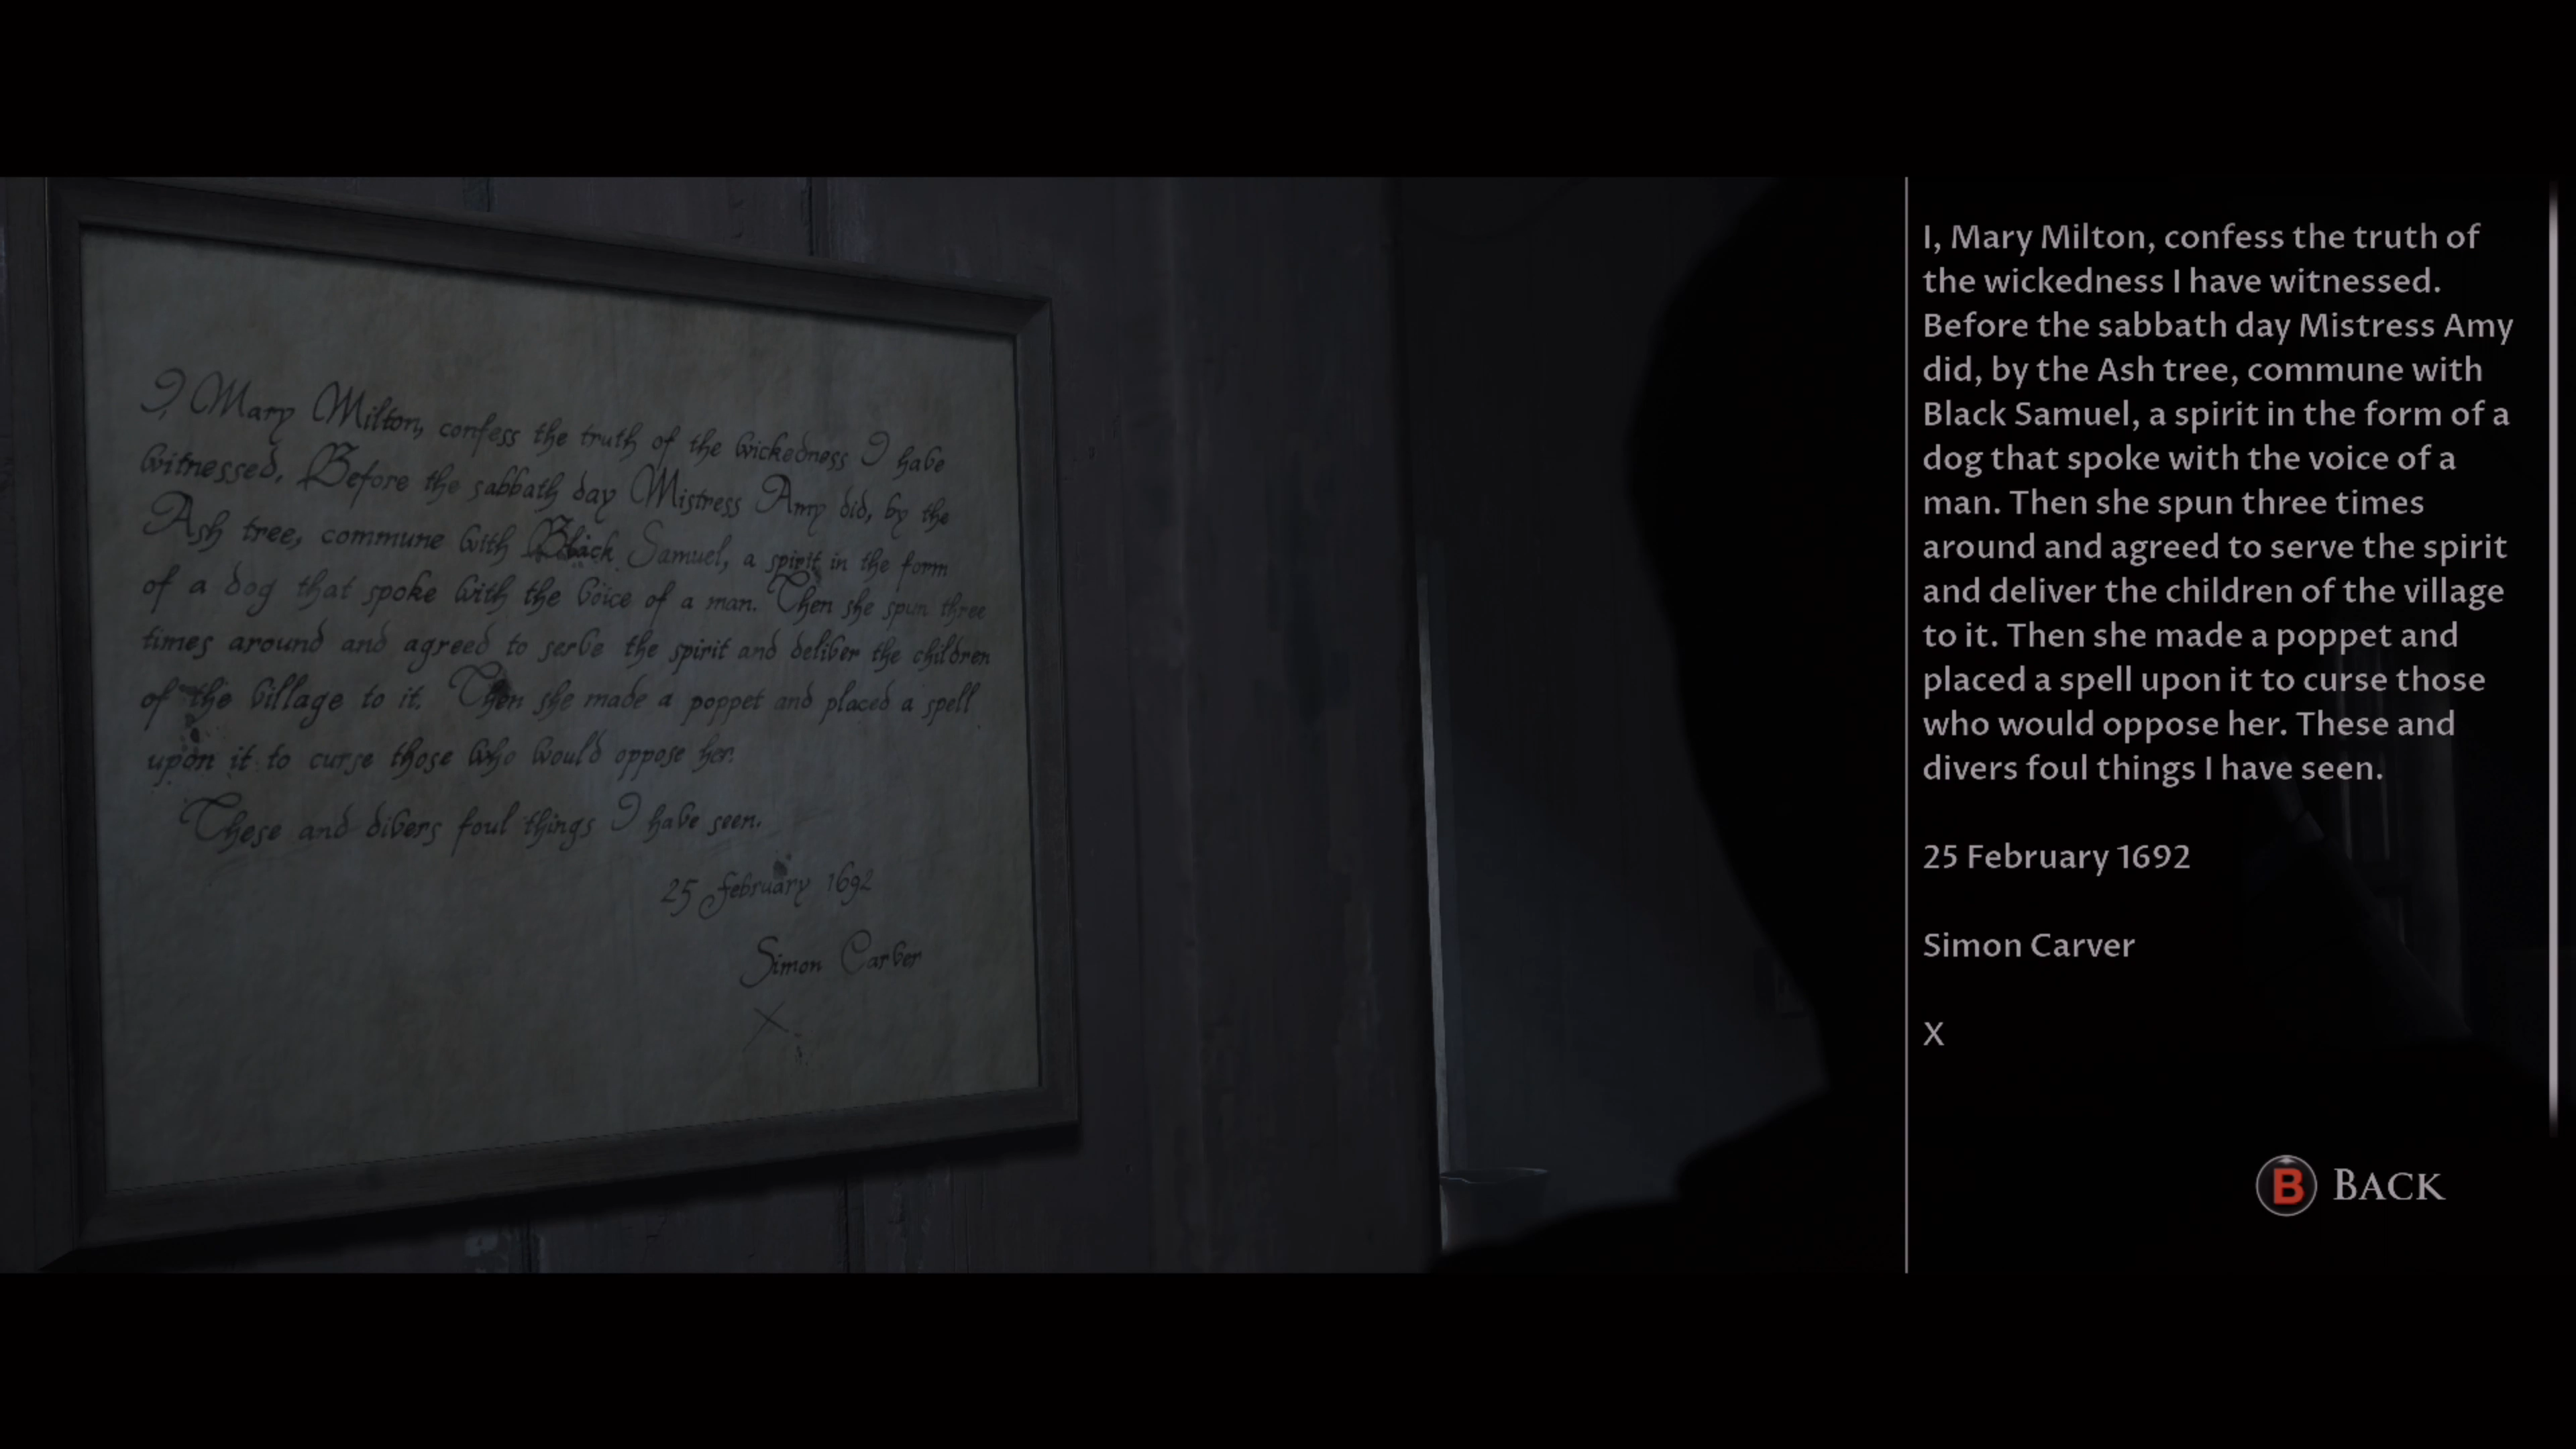 I, Mary Milton, confess the truth of the wickedness I have
witnessed. Before the sabbath day Mistress Amy did, by the
Ash tree, commune with Black Samuel, a spirit in the form
of a dog that spoke with the voice of a man. Then she spun three
times around and agreed to serve the spirit and deliver the children
of the village to it. Then she made a poppet and placed a spell
upon it to curse those who would oppose her.
These and divers foul things I have seen.
25 february 1692
Simon Carver
X
I, Mary Milton, confess the truth of
the wickedness I have witnessed.
Before the sabbath day Mistress Amy
did, by the Ash tree, commune with
Black Samuel, a spirit in the form of a
dog that spoke with the voice of a
man. Then she spun three times
around and agreed to serve the spirit
and deliver the children of the village
to it. Then she made a poppet and
placed a spell upon it to curse those
who would oppose her. These and
divers foul things I have seen.
25 February 1692
Simon Carver
X
B BACK